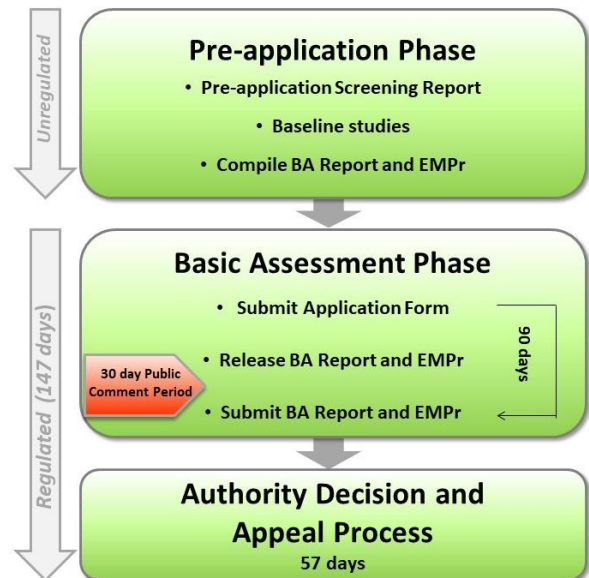 Unregulated
Pre-application Phase
• Pre-application Screening Report
• Baseline studies
• Compile BA Report and EMPr
Regulated (147 days)
Basic Assessment Phase
• Submit Application Form
90 days
30 day Public
Comment Period
• Release BA Report and EMPr
• Submit BA Report and EMPr
Authority Decision and
Appeal Process
57 days